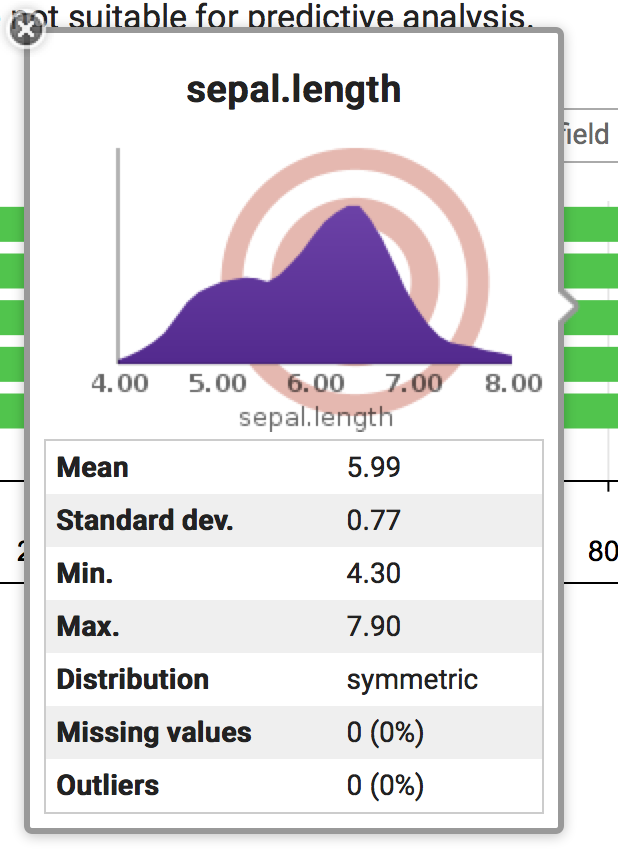 not suitable for predictive analysis.
sepal.length
field
4.00 5.00 6.00 7.00 8.00
sepal.length
Mean 5.99
Standard dev. 0.77
Min. 4.30
80
Max. 7.90
Distribution symmetric
Missing values 0 (0%)
Outliers 0 (0%)